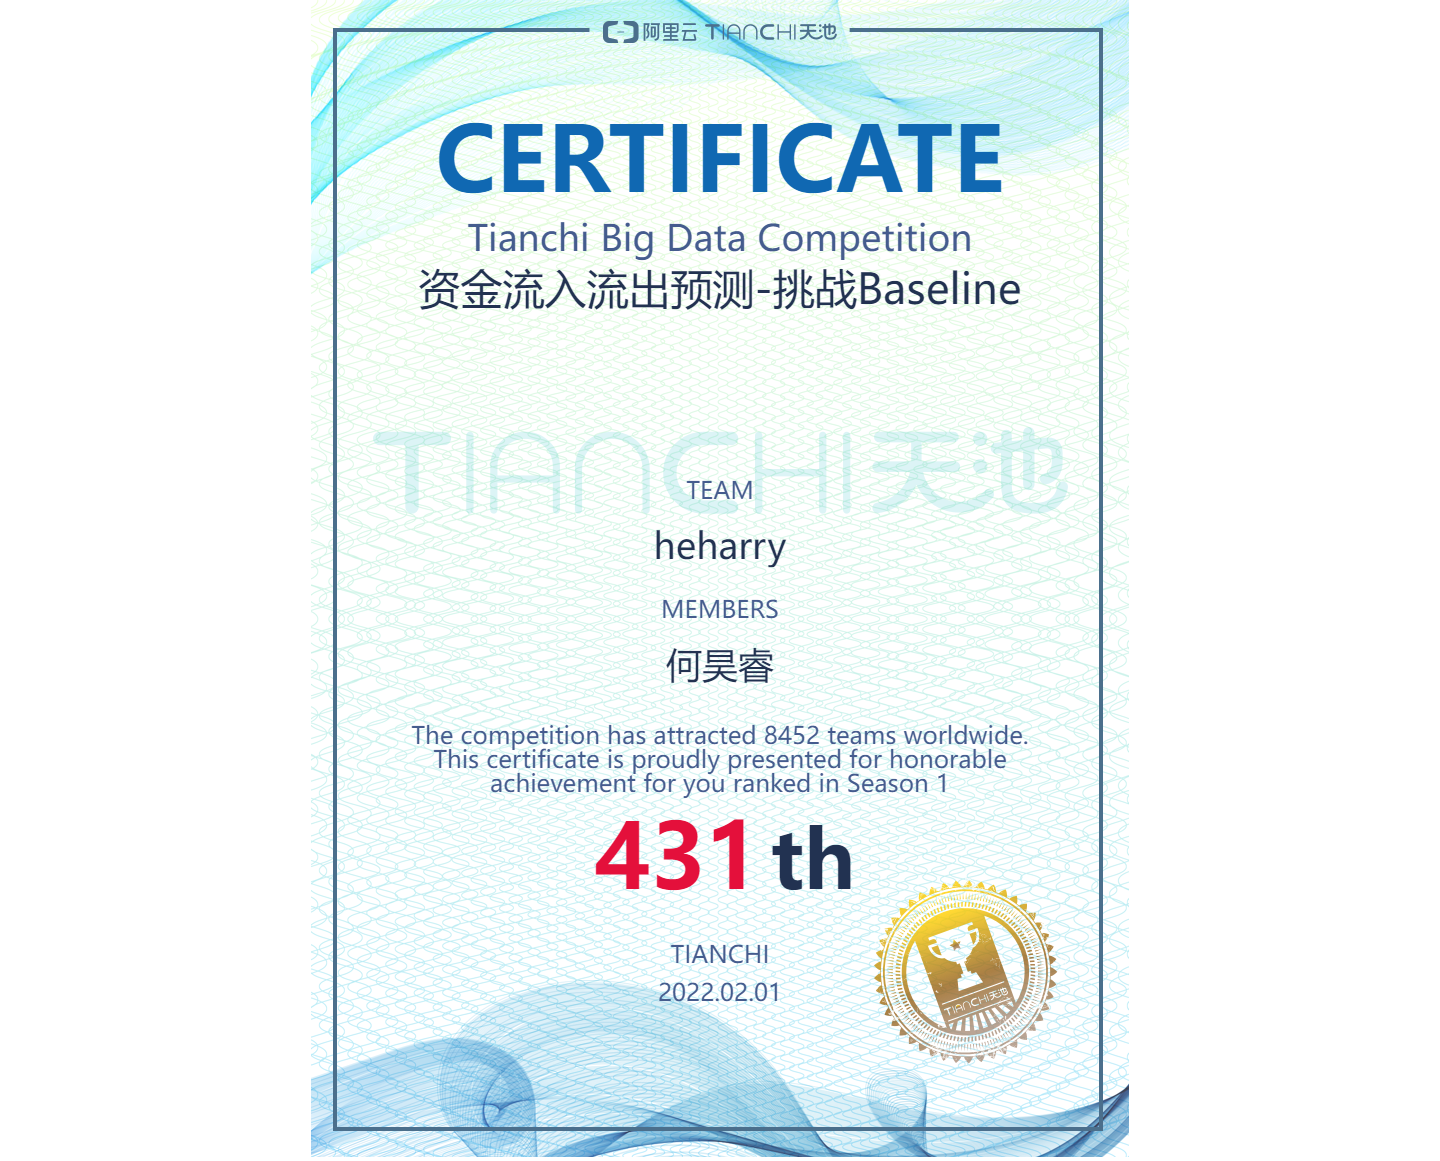 阿里云 TIANCHI天池
CERTIFICATE
Tianchi Big Data Competition
资金流入流出预测-挑战Baseline
TIANCHI天池
TEAM
heharry
MEMBERS
何昊睿
The competition has attracted 8452 teams worldwide.
This certificate is proudly presented for honorable
achievement for you ranked in Season 1
431 th
TIANCHI
2022.02.01
TIANCHI天池